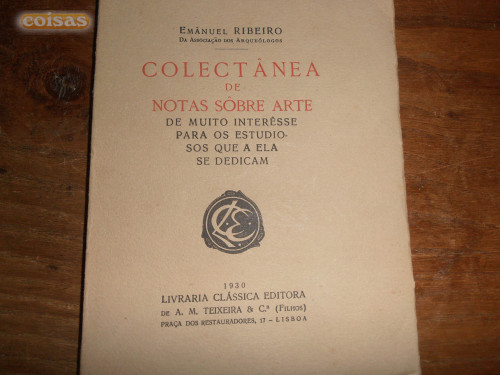 coisas
EMÂNUEL RIBEIRO
DA ASSOCIAÇÃO DOS ARQUEÓLOGOS
COLECTÂNEA
DE
NOTAS SÔBRE ARTE
DE MUITO INTERÊSSE
PARA OS ESTUDIO-
SOS QUE A ELA
SE DEDICAM
1930
LIVRARIA CLÁSSICA EDITORA
DE A. M. TEIXEIRA & C.ª (FILHOS)
PRAÇA DOS RESTAURADORES, 17 — LISBOA